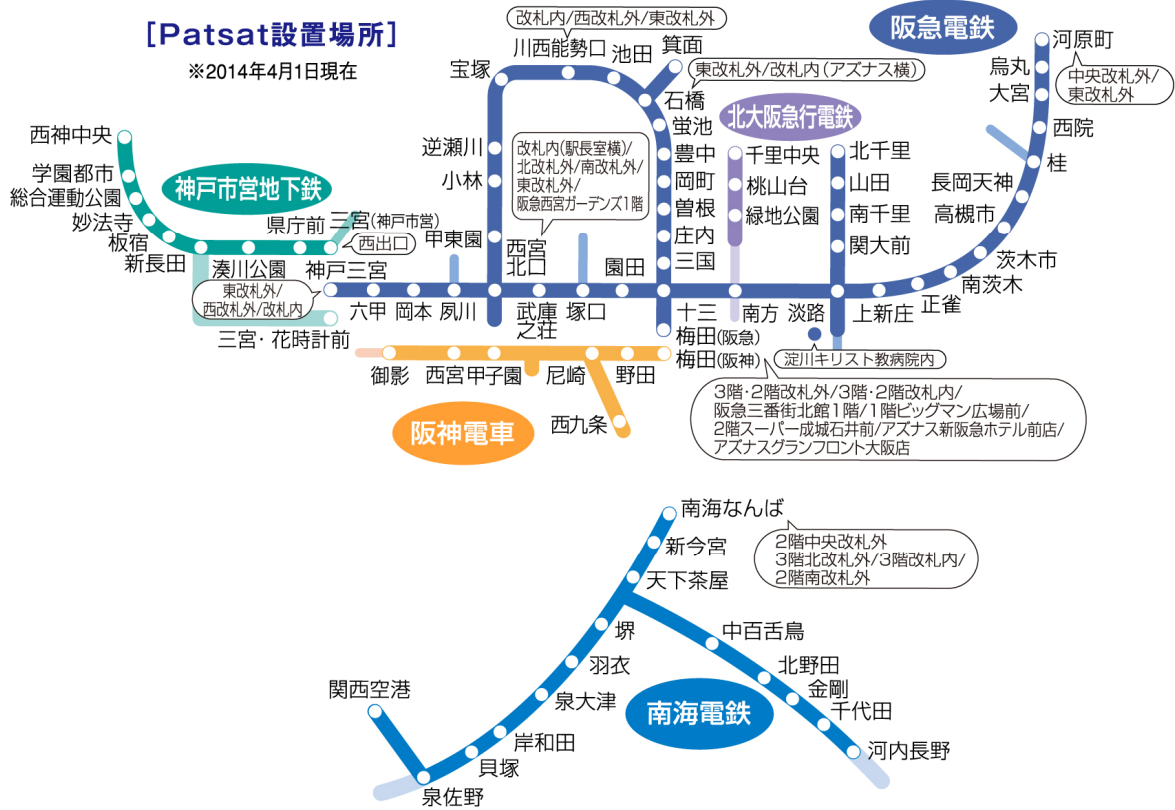 [Patsat設置場所]
※2014年4月1日現在
阪急電鉄
改札内/西改札外/東改札外
川西能勢口
池田
箕面
宝塚
東改札外/改札内(アズナス横)
石橋
蛍池
豊中
岡町
曽根
庄内
三国
逆瀬川
小林
甲東園
改札内(駅長室横)/
北改札外/南改札外/
東改札外/
阪急西宮ガーデンズ1階
西宮
北口
園田
北大阪急行電鉄
千里中央
桃山台
緑地公園
北千里
山田
南千里
関大前
河原町
中央改札外/
東改札外
烏丸
大宮
西院
桂
長岡天神
高槻市
茨木市
南茨木
正雀
上新庄
淡路
淀川キリスト教病院内
南方
十三
梅田(阪急)
梅田(阪神)
3階・2階改札外/3階・2階改札内/
阪急三番街北館1階/1階ビッグマン広場前/
2階スーパー成城石井前/アズナス新阪急ホテル前店/
アズナスグランフロント大阪店
神戸市営地下鉄
西神中央
学園都市
総合運動公園
妙法寺
板宿
新長田
湊川公園
県庁前
三宮(神戸市営)
西出口
神戸三宮
東改札外/
西改札外/改札内
三宮・花時計前
六甲
岡本
夙川
武庫
之荘
塚口
御影
西宮
甲子園
尼崎
野田
西九条
阪神電車
南海なんば
2階中央改札外
3階北改札外/3階改札内/
2階南改札外
新今宮
天下茶屋
堺
羽衣
泉大津
岸和田
貝塚
泉佐野
関西空港
南海電鉄
中百舌鳥
北野田
金剛
千代田
河内長野